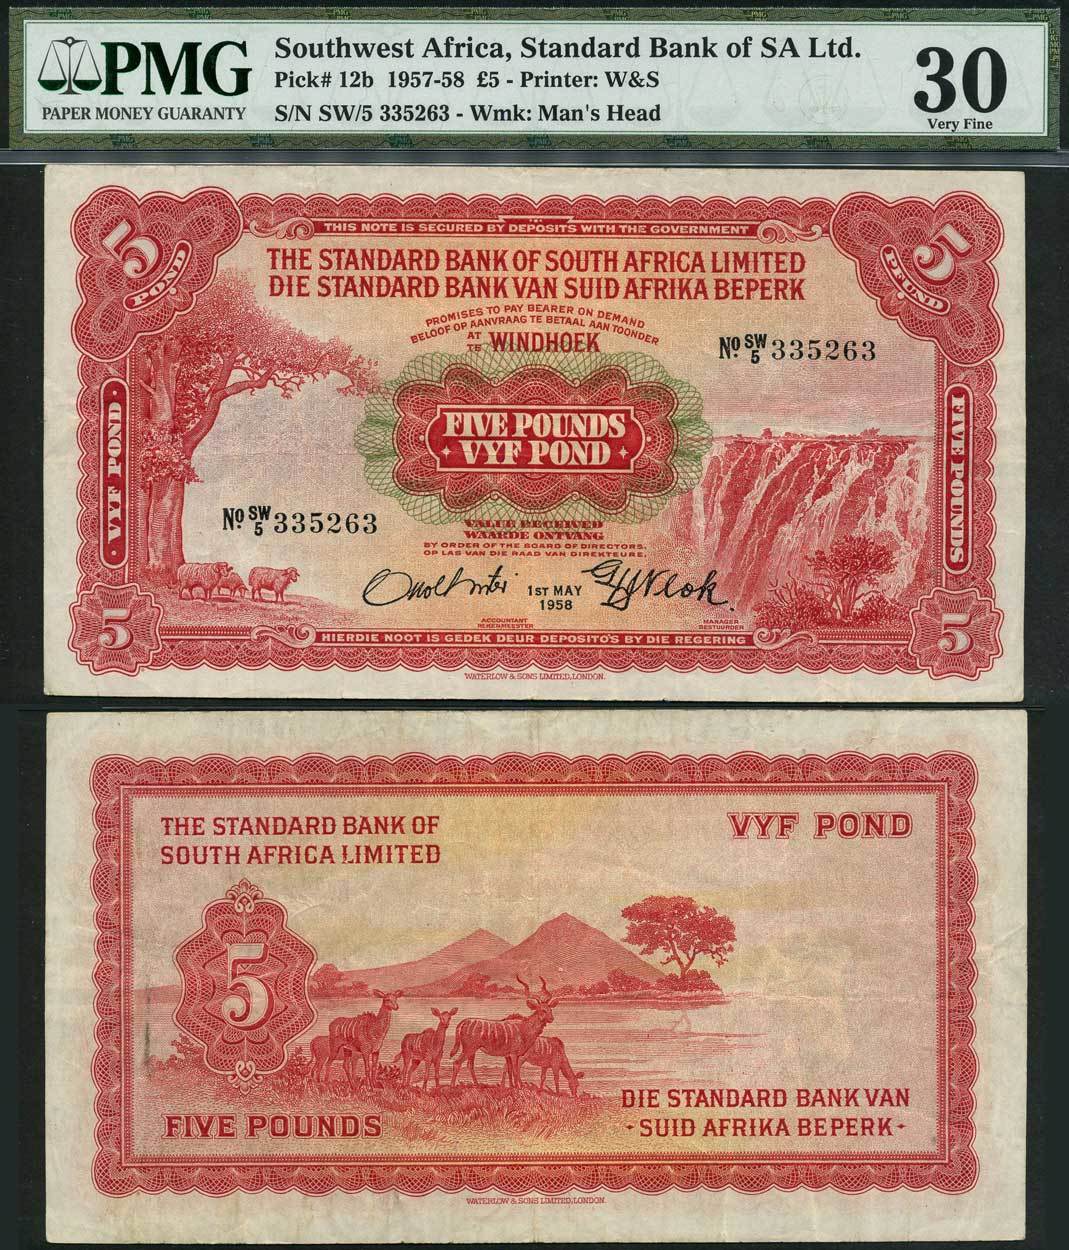 PMG
PAPER MONEY GUARANTY
Southwest Africa, Standard Bank of SA Ltd.
Pick# 12b 1957-58 £5 - Printer: W&S
S/N SW/5 335263 - Wmk: Man's Head
30
Very Fine
THIS NOTE IS SECURED BY DEPOSITS WITH THE GOVERNMENT
5
POND
5
PFUND
THE STANDARD BANK OF SOUTH AFRICA LIMITED
DIE STANDARD BANK VAN SUID AFRIKA BEPERK
PROMISES TO PAY BEARER ON DEMAND
BELOOF OP AANVRAAG TE BETAAL AAN TOONDER
AT
TE WINDHOEK
No. SW/5 335263
FIVE POUNDS
VYF POND
VYF POND
FIVE POUNDS
No. SW/5 335263
VALUE RECEIVED
WAARDE ONTVANG
BY ORDER OF THE BOARD OF DIRECTORS.
OP LAS VAN DIE RAAD VAN DIREKTEURE.
1ST MAY
1958
ACCOUNTANT
REKENMEESTER
MANAGER
BESTUURDER
5
5
HIERDIE NOOT IS GEDEK DEUR DEPOSITO'S BY DIE REGERING
WATERLOW & SONS LIMITED, LONDON.
THE STANDARD BANK OF
SOUTH AFRICA LIMITED
VYF POND
5
FIVE POUNDS
DIE STANDARD BANK VAN
SUID AFRIKA BEPERK
WATERLOW & SONS LIMITED, LONDON.